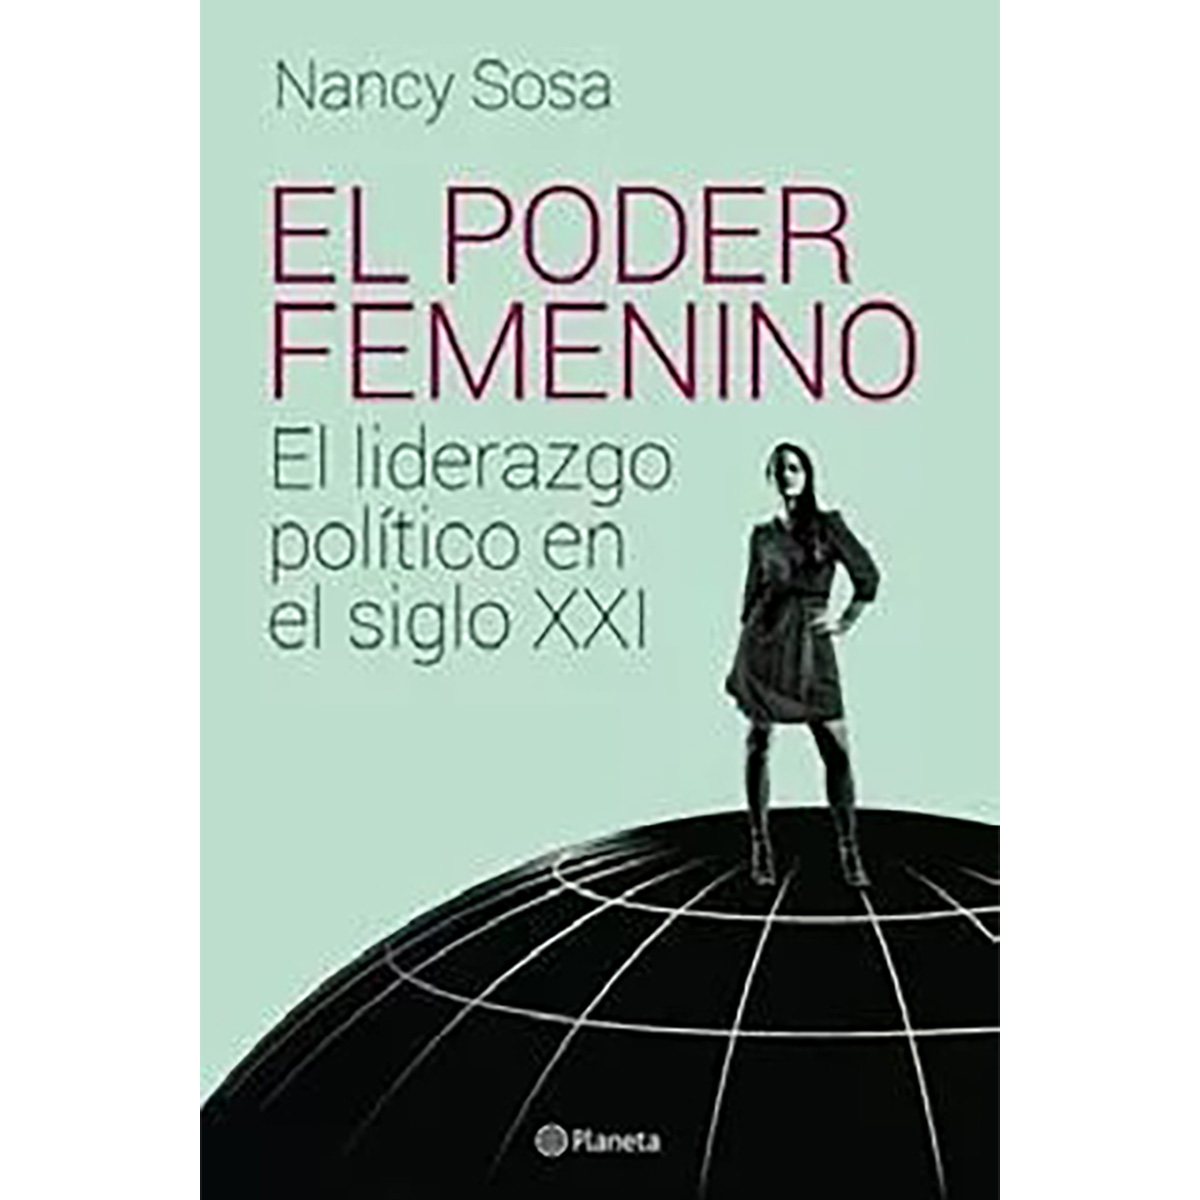 Nancy Sosa
EL PODER
FEMENINO
El liderazgo
político en
el siglo XXI
Planeta